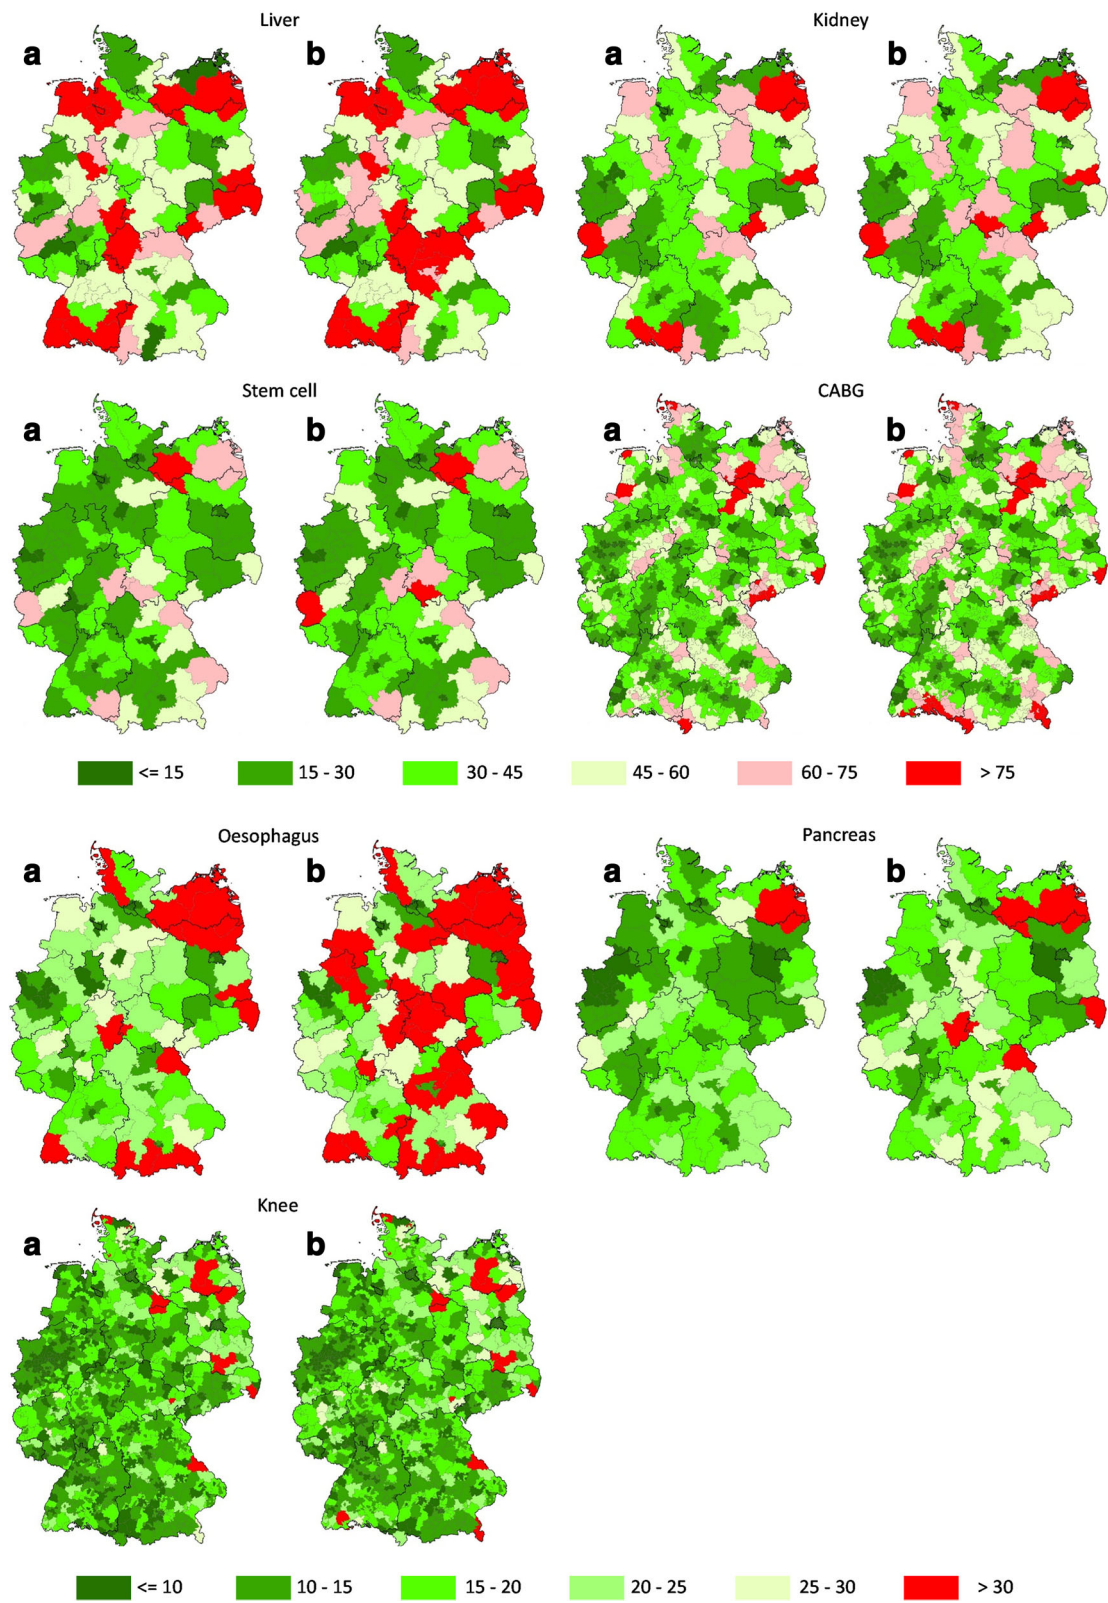 Liver Kidney
a b a b
Stem cell CABG
a b a b
<= 15 15 - 30 30 - 45 45 - 60 60 - 75 > 75
Oesophagus Pancreas
a b a b
Knee
a b
<= 10 10 - 15 15 - 20 20 - 25 25 - 30 > 30